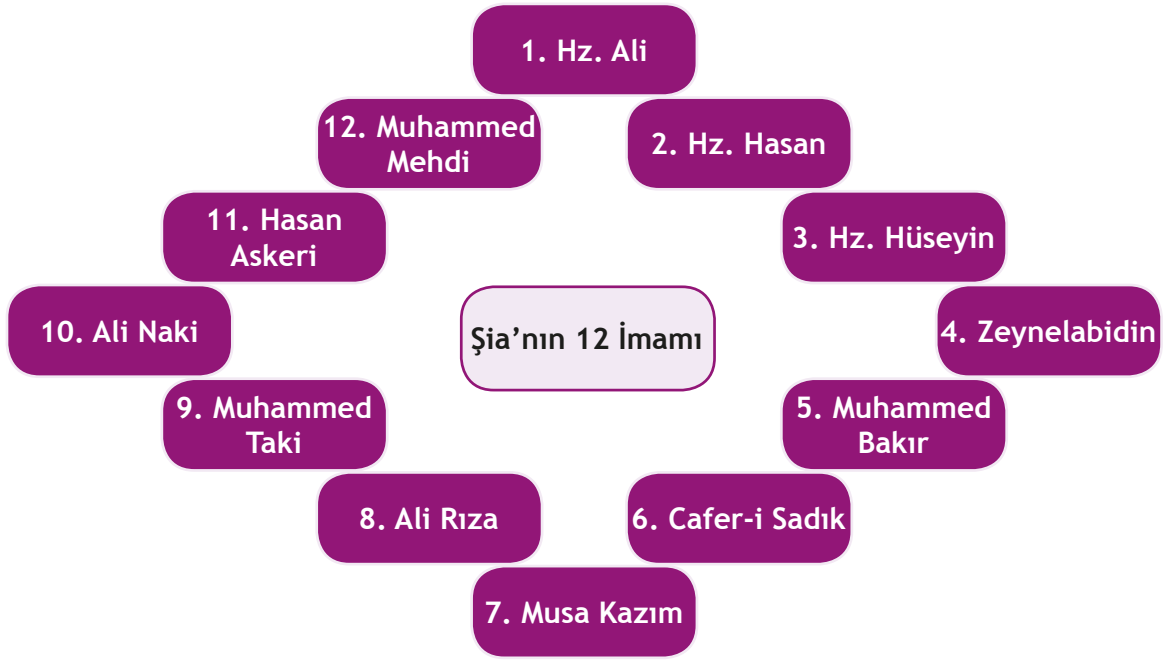 1. Hz. Ali
2. Hz. Hasan
3. Hz. Hüseyin
4. Zeynelabidin
5. Muhammed
Bakır
6. Cafer-i Sadık
7. Musa Kazım
8. Ali Rıza
9. Muhammed
Taki
10. Ali Naki
11. Hasan
Askeri
12. Muhammed
Mehdi
Şia’nın 12 İmamı